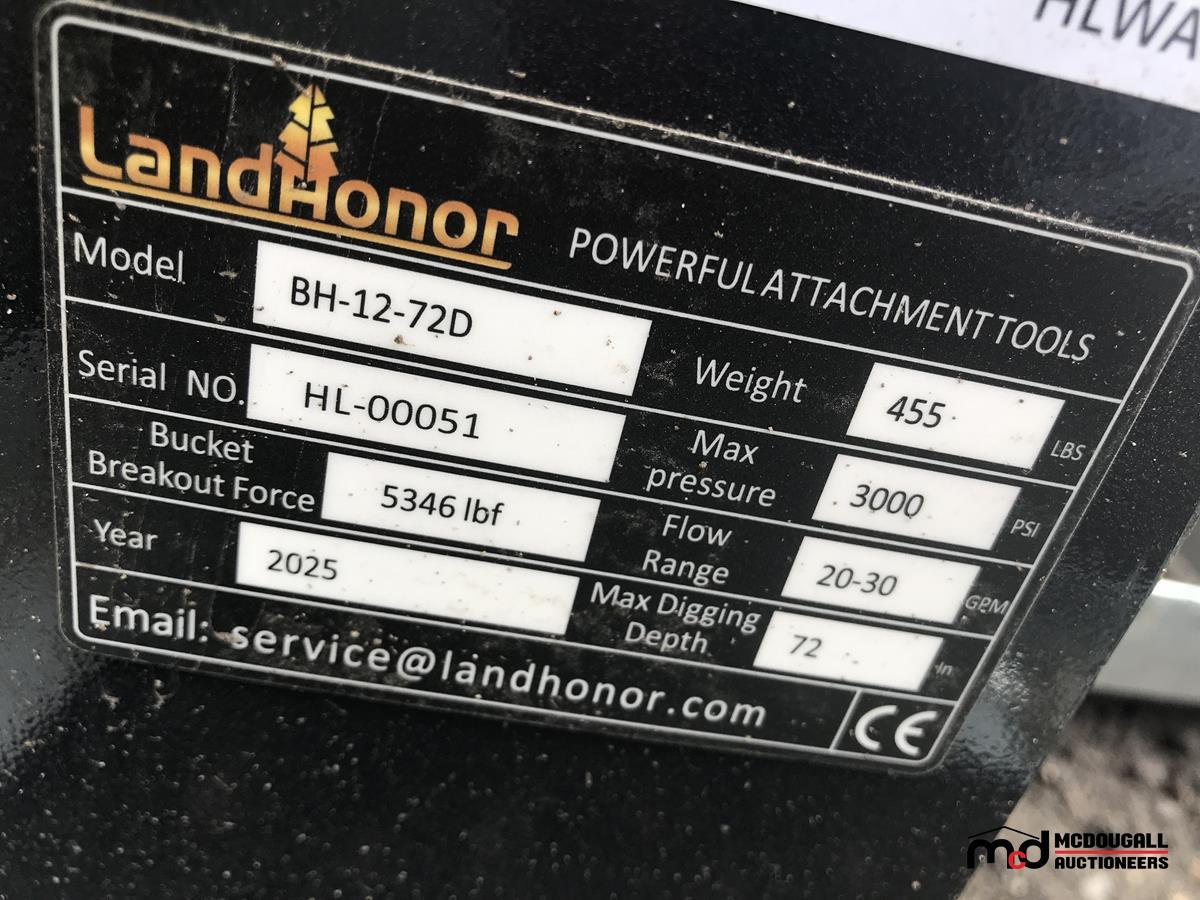 HLWA
LandHonor
POWERFUL ATTACHMENT TOOLS
Model BH-12-72D
Weight 455 LBS
Serial NO. HL-00051
Max pressure 3000 PSI
Bucket Breakout Force 5346 lbf
Flow Range 20-30 GPM
Year 2025
Max Digging Depth 72 In
Email: service@landhonor.com
CE
mcd MCDOUGALL
AUCTIONEERS